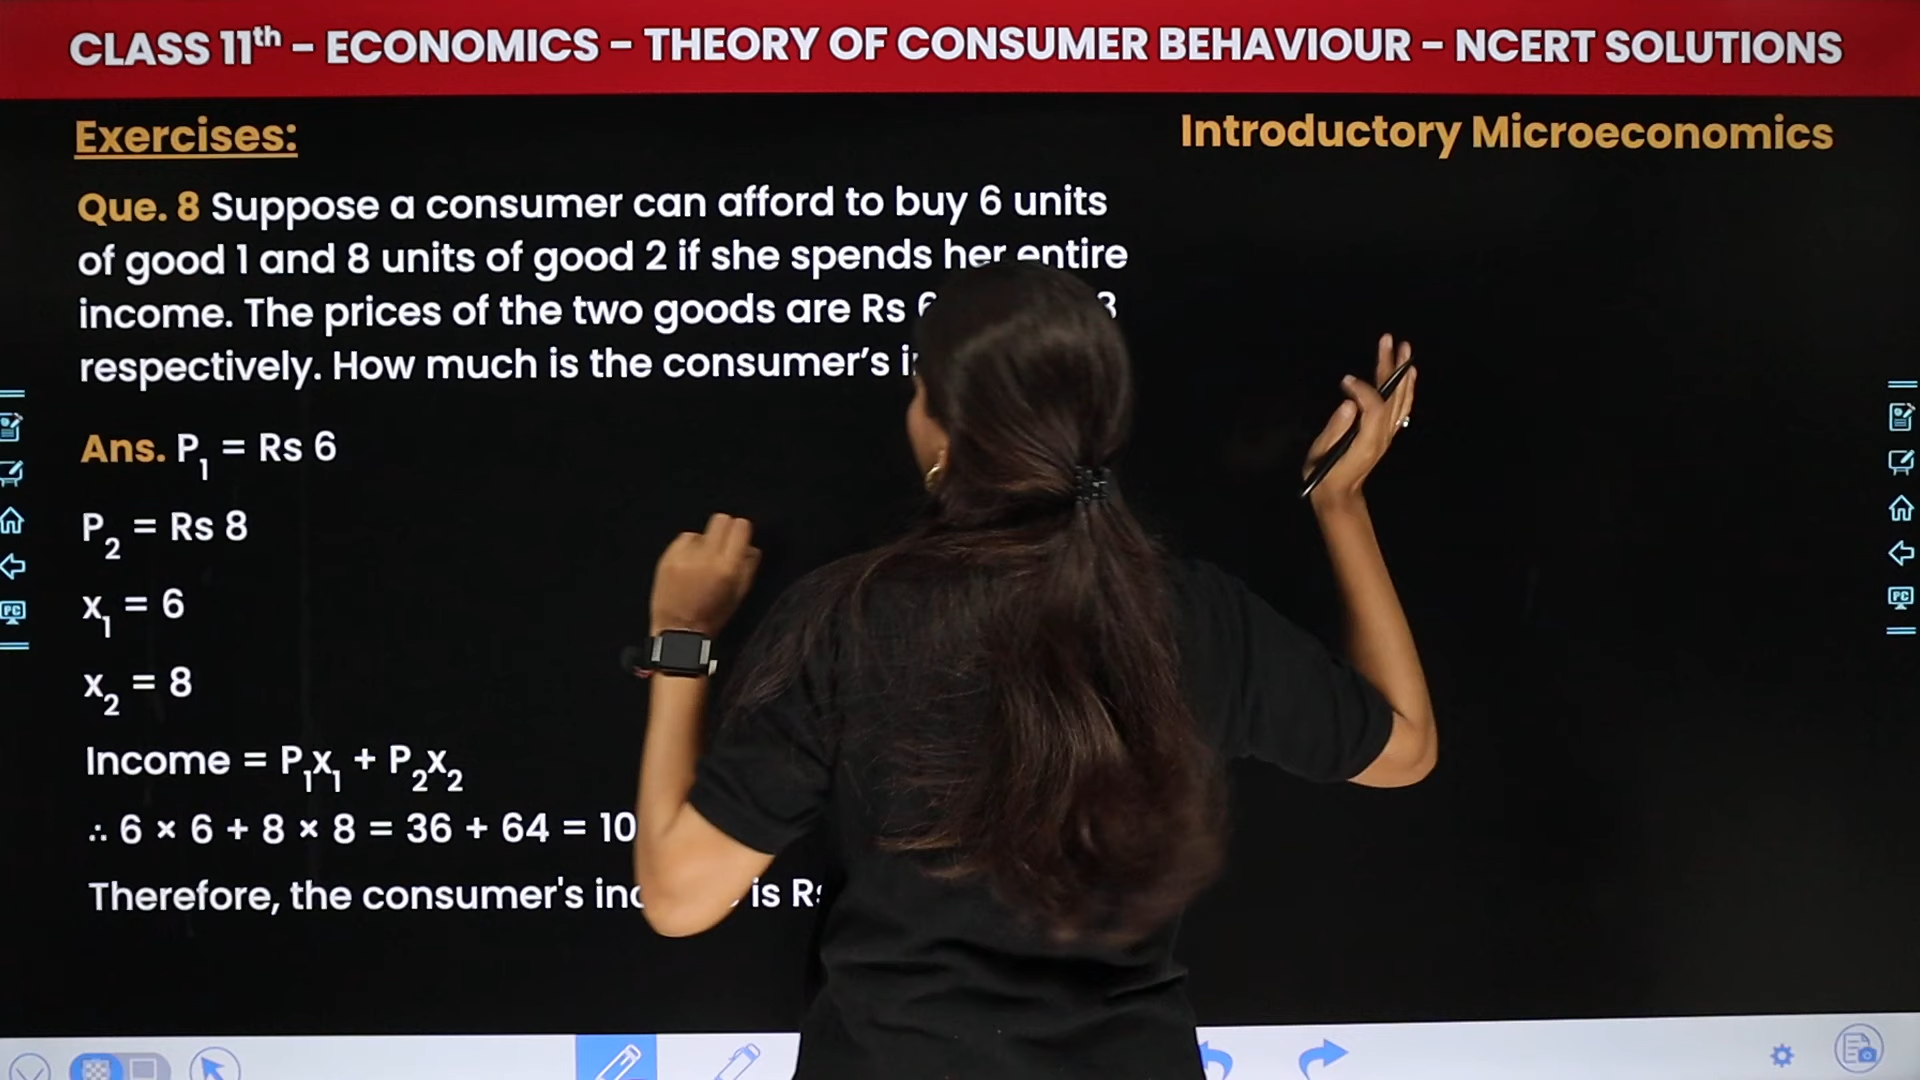 CLASS 11th - ECONOMICS - THEORY OF CONSUMER BEHAVIOUR - NCERT SOLUTIONS
Exercises:
Introductory Microeconomics
Que. 8 Suppose a consumer can afford to buy 6 units
of good 1 and 8 units of good 2 if she spends her entire
income. The prices of the two goods are Rs
respectively. How much is the consumer's
Ans. P₁ = Rs 6
P₂ = Rs 8
x₁ = 6
x₂ = 8
Income = P₁x₁ + P₂x₂
∴ 6 × 6 + 8 × 8 = 36 + 64 = 10
Therefore, the consumer's is
PC
PC